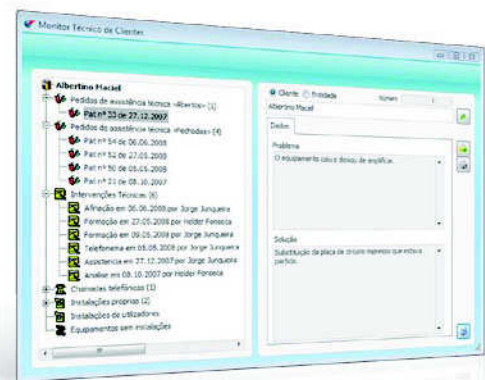 Monitor Técnico de Clientes
Albertino Maciel
Pedidos de assistência técnica «Abertos» (1)
Pat nº 33 de 27.12.2007
Pedidos de assistência técnica «Fechados» (4)
Pat nº 54 de 06.06.2008
Pat nº 52 de 27.05.2008
Pat nº 50 de 05.05.2008
Pat nº 21 de 08.10.2007
Intervenções Técnicas (6)
Afinação em 06.06.2008 por Jorge Junqueira
Formação em 27.05.2008 por Helder Fonseca
Formação em 09.05.2008 por Jorge Junqueira
Telefonema em 05.05.2008 por Jorge Junqueira
Assistencia em 27.12.2007 por Jorge Junqueira
Analise em 08.10.2007 por Helder Fonseca
Chamadas telefónicas (1)
Instalações próprias (2)
Instalações de utilizadores
Equipamentos sem instalações
Cliente
Entidade
Número
Albertino Maciel
Dados
Problema
O equipamento caiu e deixou de amplificar.
Solução
Substituição da placa de circuito impresso que estava
partida.